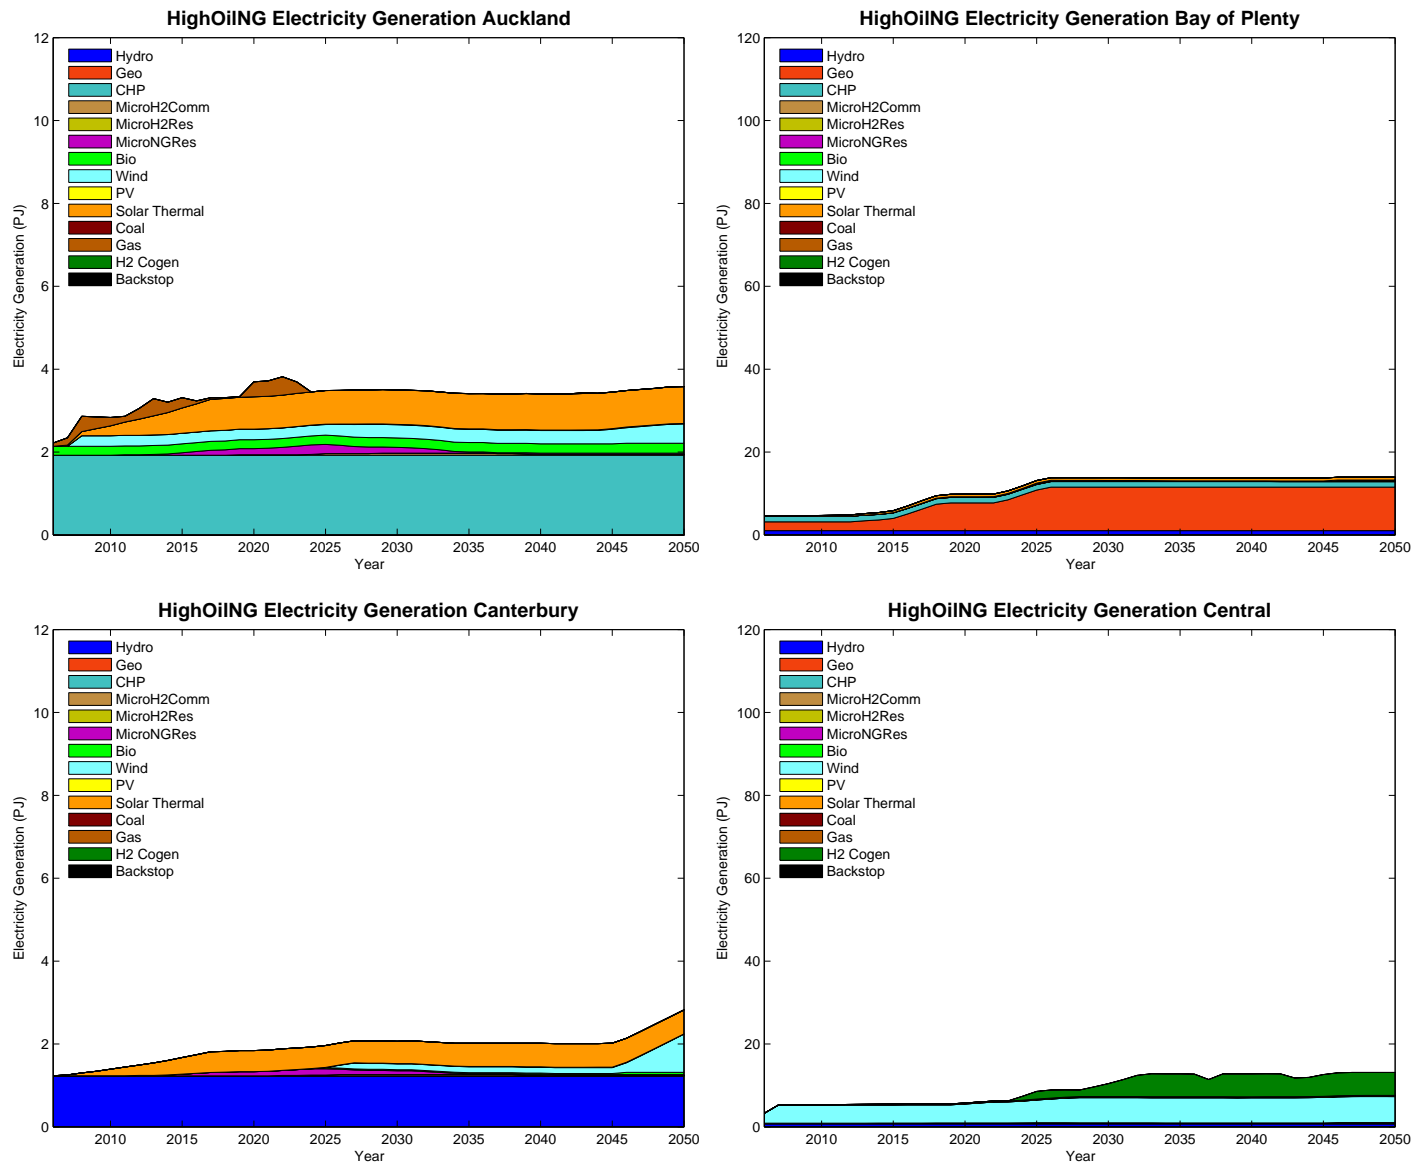 HighOilNG Electricity Generation Auckland
12
10
8
6
4
2
0
Electricity Generation (PJ)
Hydro
Geo
CHP
MicroH2Comm
MicroH2Res
MicroNGRes
Bio
Wind
PV
Solar Thermal
Coal
Gas
H2 Cogen
Backstop
2010 2015 2020 2025 2030 2035 2040 2045 2050
Year
HighOilNG Electricity Generation Bay of Plenty
120
100
80
60
40
20
0
Electricity Generation (PJ)
Hydro
Geo
CHP
MicroH2Comm
MicroH2Res
MicroNGRes
Bio
Wind
PV
Solar Thermal
Coal
Gas
H2 Cogen
Backstop
2010 2015 2020 2025 2030 2035 2040 2045 2050
Year
HighOilNG Electricity Generation Canterbury
12
10
8
6
4
2
0
Electricity Generation (PJ)
Hydro
Geo
CHP
MicroH2Comm
MicroH2Res
MicroNGRes
Bio
Wind
PV
Solar Thermal
Coal
Gas
H2 Cogen
Backstop
2010 2015 2020 2025 2030 2035 2040 2045 2050
Year
HighOilNG Electricity Generation Central
120
100
80
60
40
20
0
Electricity Generation (PJ)
Hydro
Geo
CHP
MicroH2Comm
MicroH2Res
MicroNGRes
Bio
Wind
PV
Solar Thermal
Coal
Gas
H2 Cogen
Backstop
2010 2015 2020 2025 2030 2035 2040 2045 2050
Year